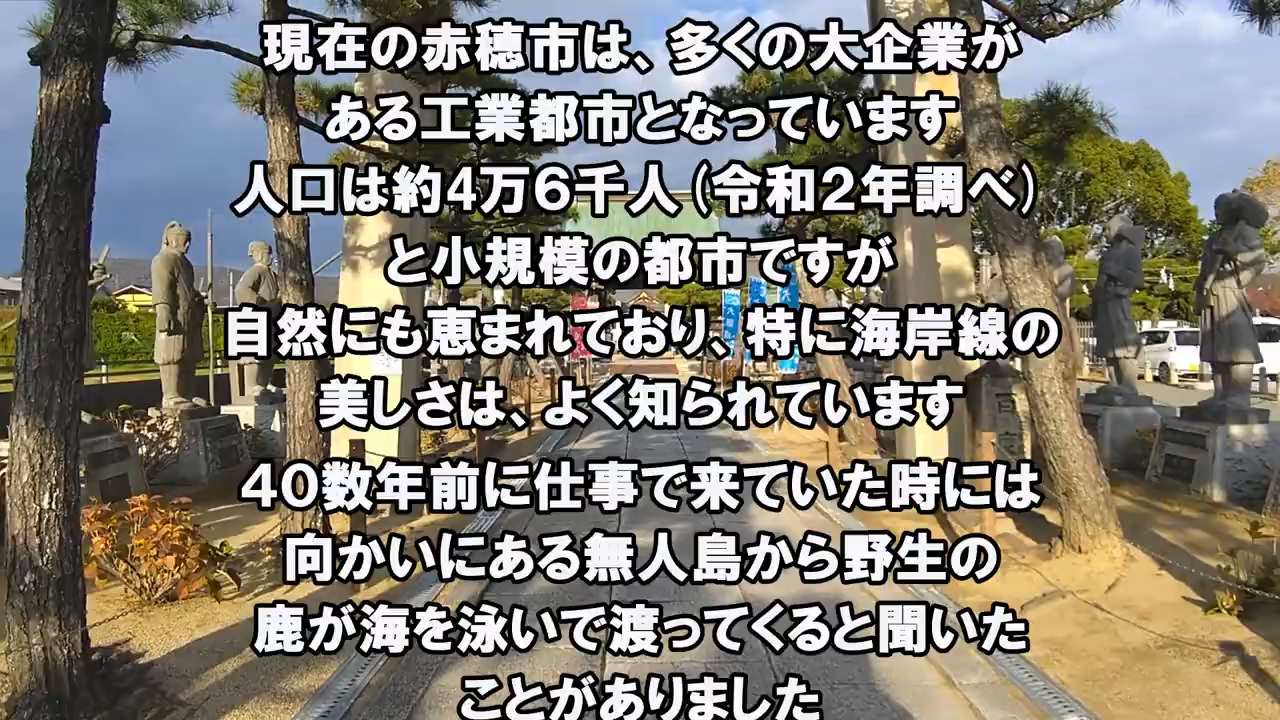 現在の赤穂市は、多くの大企業が
ある工業都市となっています
人口は約4万6千人(令和2年調べ)
と小規模の都市ですが
自然にも恵まれており、特に海岸線の
美しさは、よく知られています
40数年前に仕事で来ていた時には
向かいにある無人島から野生の
鹿が海を泳いで渡ってくると聞いた
ことがありました